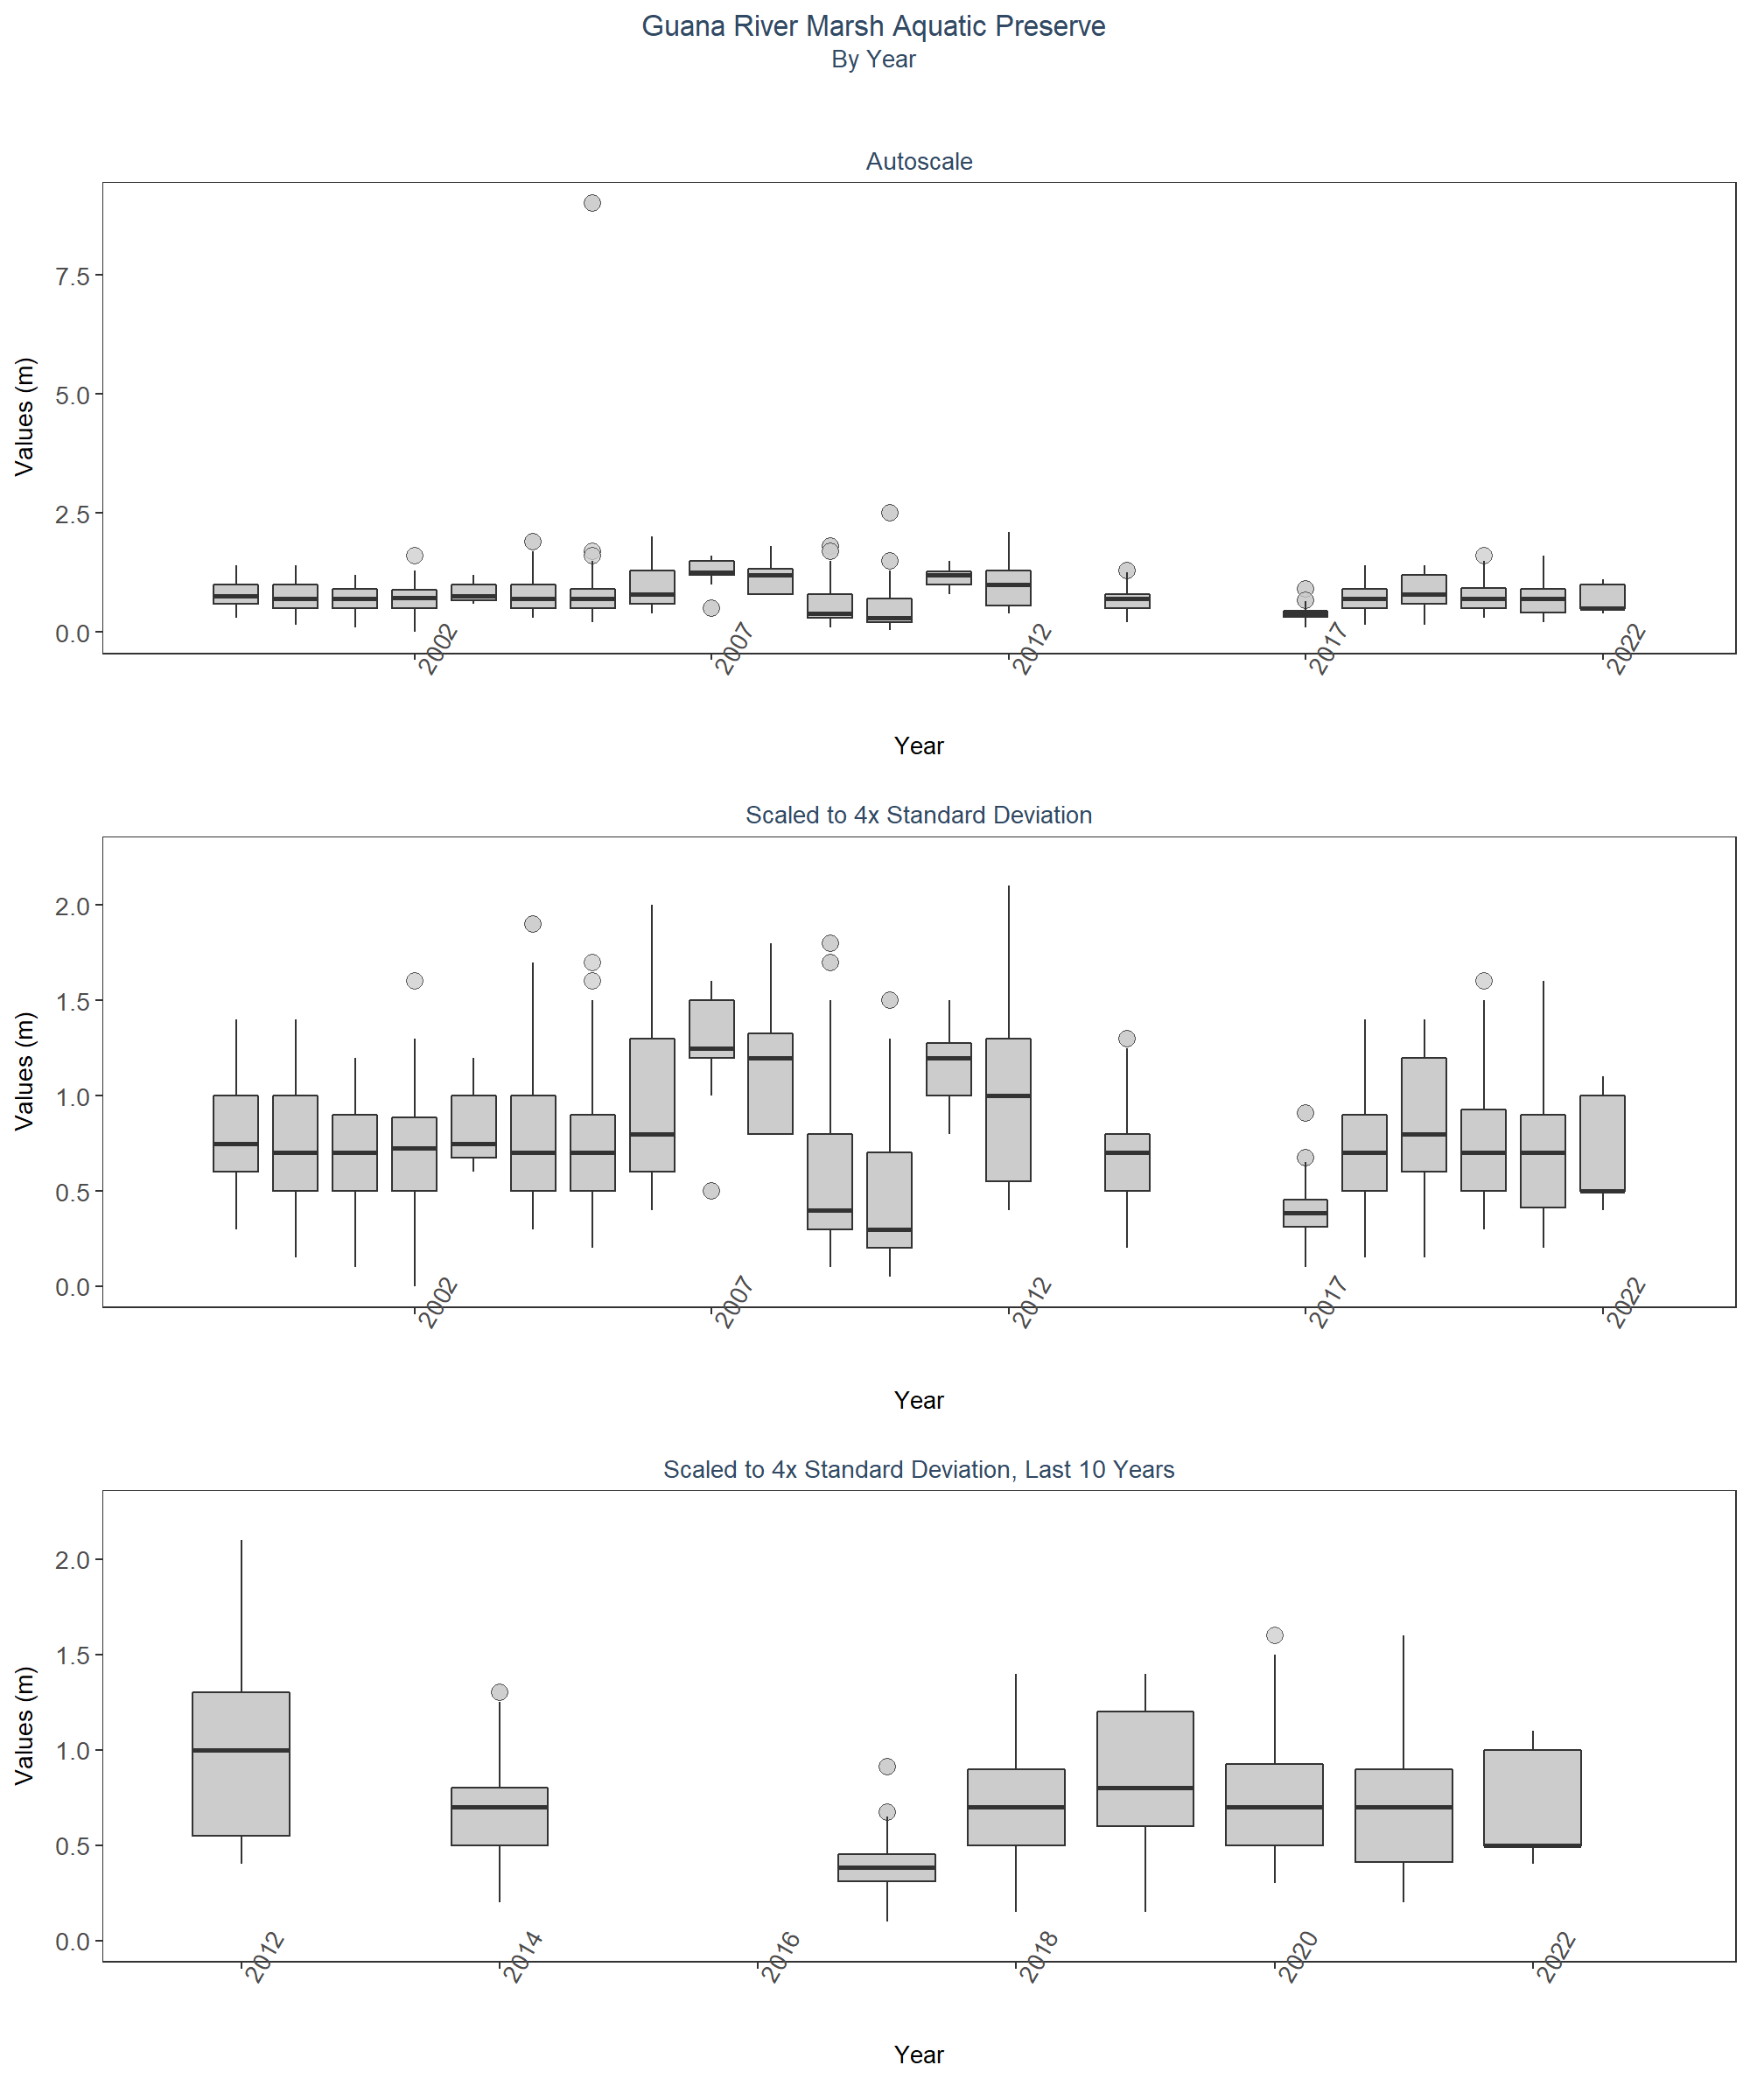 Guana River Marsh Aquatic Preserve
By Year
Autoscale
Values (m)
7.5
5.0
2.5
0.0
2002 2007 2012 2017 2022
Year
Scaled to 4x Standard Deviation
Values (m)
2.0
1.5
1.0
0.5
0.0
2002 2007 2012 2017 2022
Year
Scaled to 4x Standard Deviation, Last 10 Years
Values (m)
2.0
1.5
1.0
0.5
0.0
2012 2014 2016 2018 2020 2022
Year